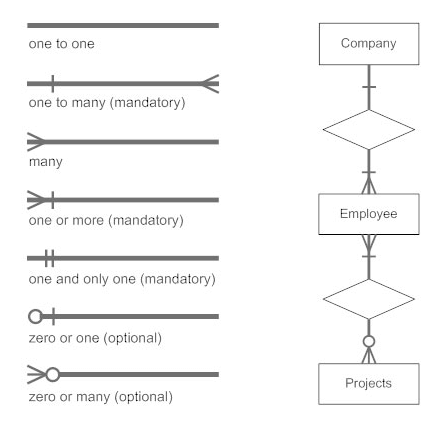 one to one
one to many (mandatory)
many
one or more (mandatory)
one and only one (mandatory)
zero or one (optional)
zero or many (optional)
Company
Employee
Projects